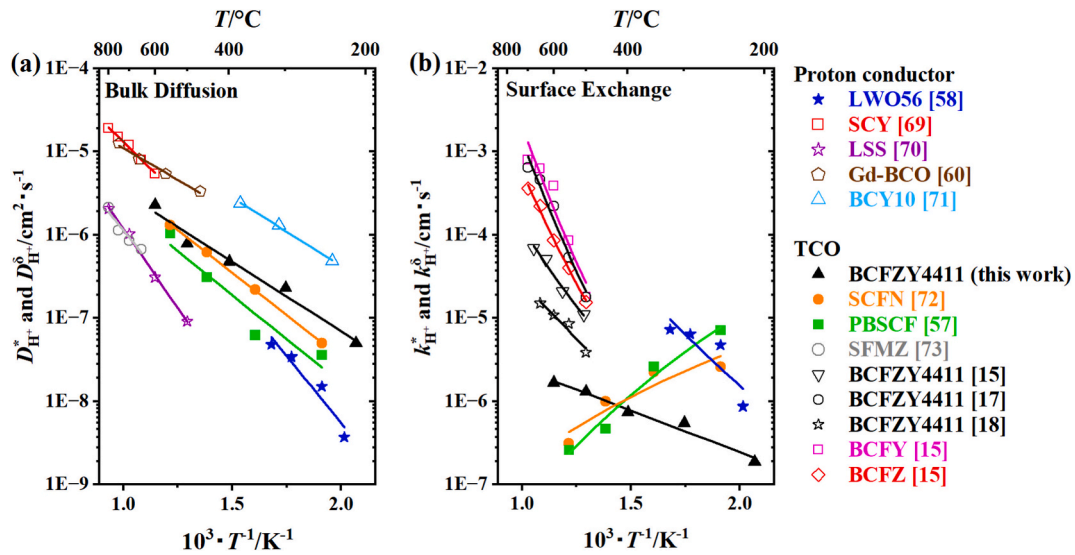 T/°C
800 600 400 200
(a)
Bulk Diffusion
1E−4
1E−5
1E−6
1E−7
1E−8
1E−9
D*H+ and DδH+/cm2·s-1
1.0 1.5 2.0
10³·T-1/K-1
T/°C
800 600 400 200
(b)
Surface Exchange
1E−2
1E−3
1E−4
1E−5
1E−6
1E−7
k*H+ and kδH+/cm·s-1
1.0 1.5 2.0
10³·T-1/K-1
Proton conductor
LWO56 [58]
SCY [69]
LSS [70]
Gd-BCO [60]
BCY10 [71]
TCO
BCFZY4411 (this work)
SCFN [72]
PBSCF [57]
SFMZ [73]
BCFZY4411 [15]
BCFZY4411 [17]
BCFZY4411 [18]
BCFY [15]
BCFZ [15]